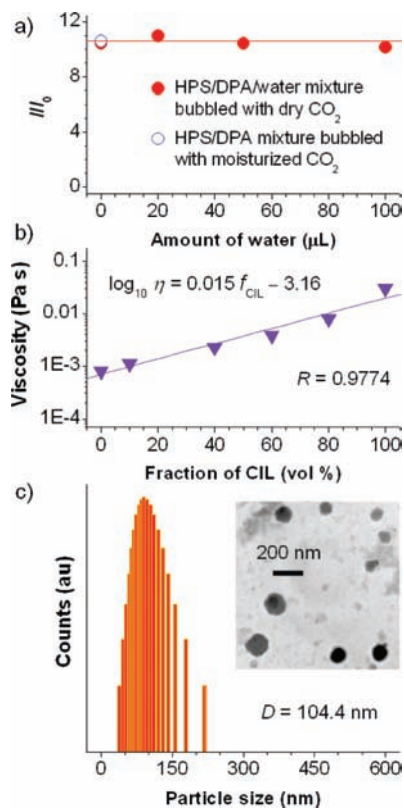 a)
12
8
4
0
I/I0
HPS/DPA/water mixture
bubbled with dry CO2
HPS/DPA mixture bubbled
with moisturized CO2
0 20 40 60 80 100
Amount of water (μL)
b)
0.1
0.01
1E-3
1E-4
Viscosity (Pa s)
log10 η = 0.015 fCIL – 3.16
R = 0.9774
0 20 40 60 80 100
Fraction of CIL (vol %)
c)
Counts (au)
200 nm
D = 104.4 nm
0 150 300 450 600
Particle size (nm)